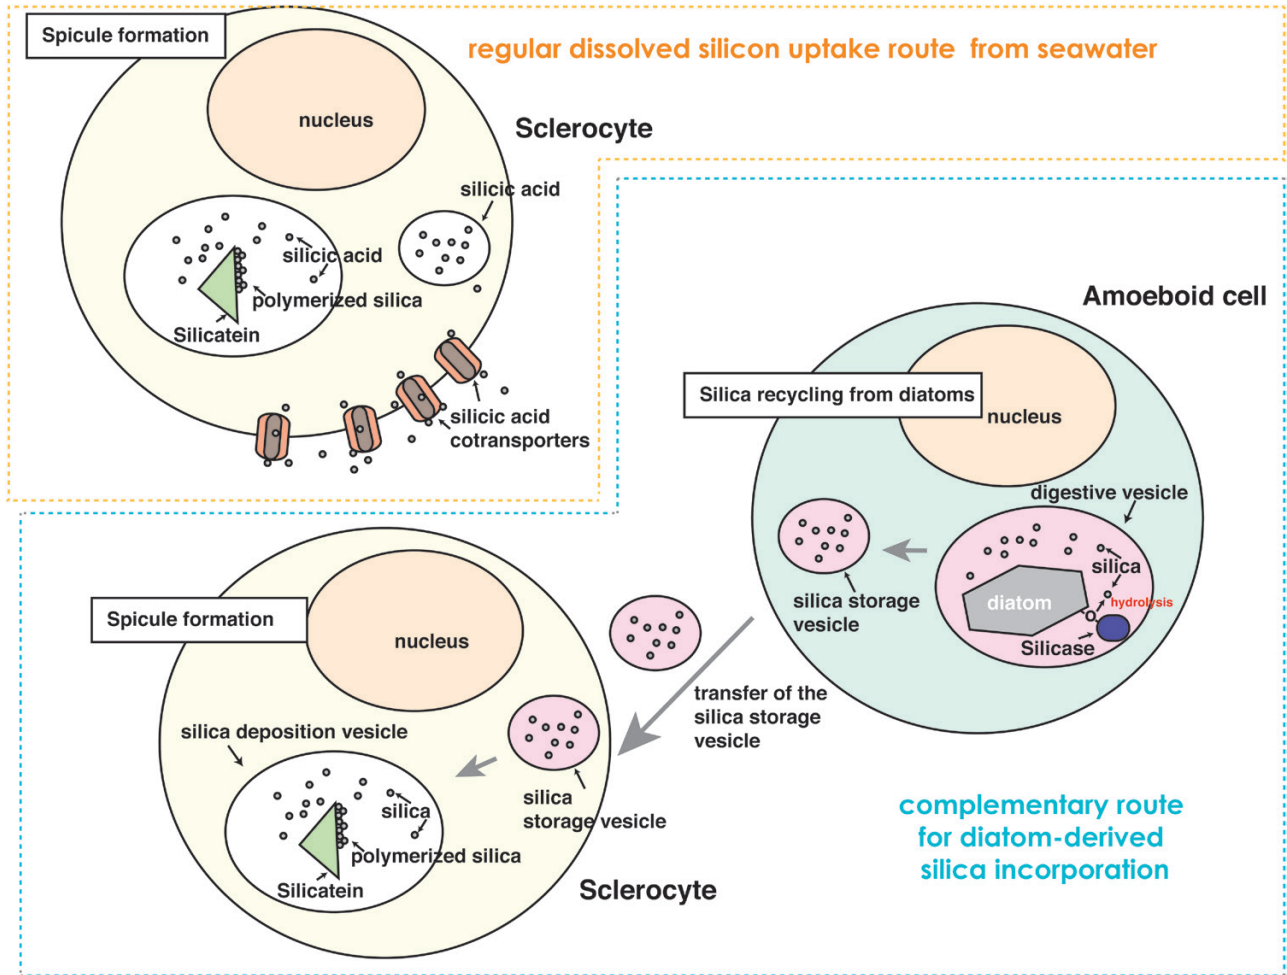 Spicule formation
regular dissolved silicon uptake route from seawater
nucleus
Sclerocyte
silicic acid
silicic acid
polymerized silica
Silicatein
silicic acid
cotransporters
Amoeboid cell
Silica recycling from diatoms
nucleus
digestive vesicle
silica
diatom
hydrolysis
Silicase
silica storage
vesicle
transfer of the
silica storage
vesicle
Spicule formation
nucleus
silica deposition vesicle
silica
polymerized silica
Silicatein
silica
storage vesicle
Sclerocyte
complementary route
for diatom-derived
silica incorporation